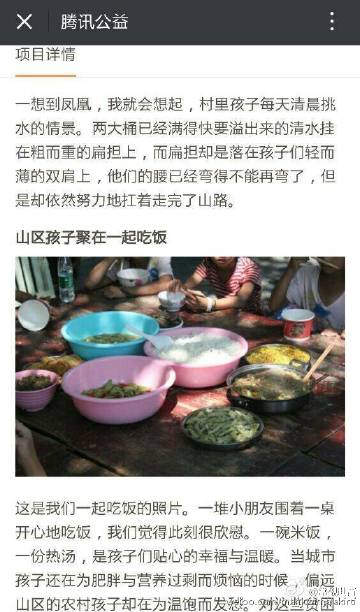 腾讯公益
项目详情
一想到凤凰，我就会想起，村里孩子每天清晨挑
水的情景。两大桶已经满得快要溢出来的清水挂
在粗而重的扁担上，而扁担却是落在孩子们轻而
薄的双肩上，他们的腰已经弯得不能再弯了，但
是却依然努力地扛着走完了山路。
山区孩子聚在一起吃饭
这是我们一起吃饭的照片。一堆小朋友围着一桌
开心地吃饭，我们觉得此刻很欣慰。一碗米饭，
一份热汤，是孩子们贴心的幸福与温暖。当城市
孩子还在为肥胖与营养过剩而烦恼的时候，偏远
山区的农村孩子却在为温饱而发愁。为这一方面